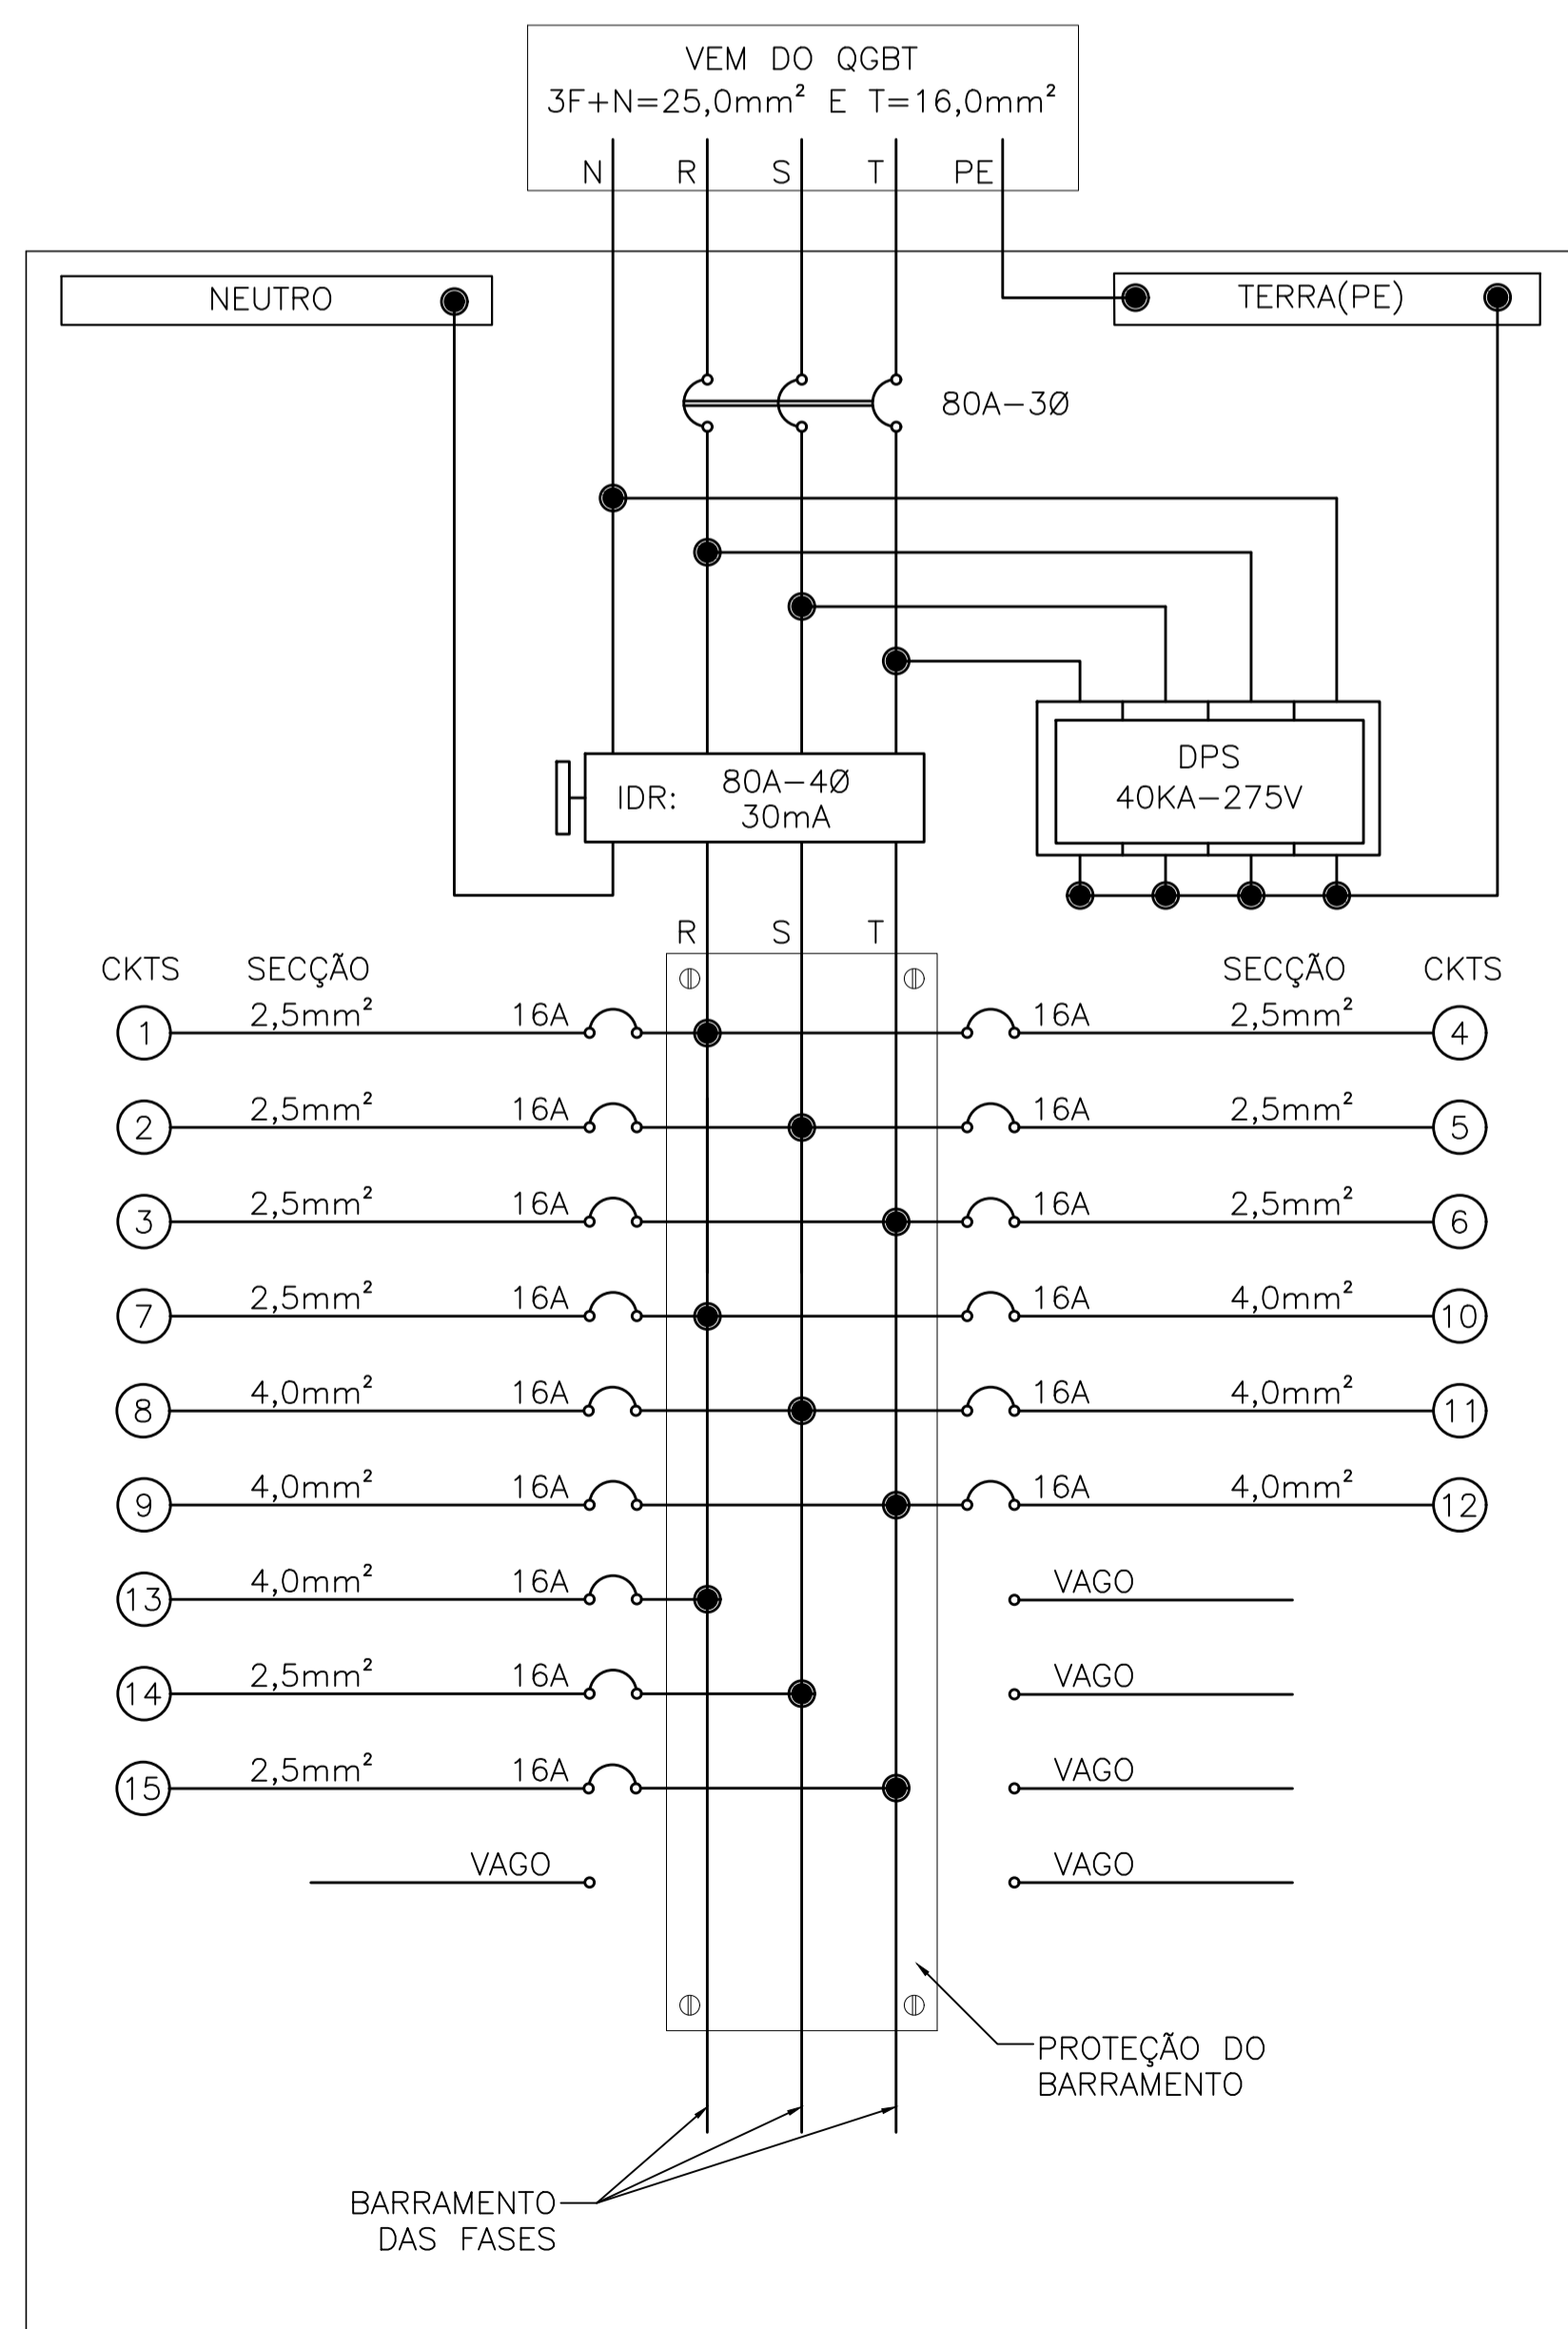 VEM DO QGBT
3F+N=25,0mm² E T=16,0mm²
N R S T PE
NEUTRO
TERRA(PE)
80A-3Ø
DPS
40KA-275V
IDR: 80A-4Ø
30mA
R S T
CKTS SECÇÃO SECÇÃO CKTS
1 2,5mm² 16A 16A 2,5mm² 4
2 2,5mm² 16A 16A 2,5mm² 5
3 2,5mm² 16A 16A 2,5mm² 6
7 2,5mm² 16A 16A 4,0mm² 10
8 4,0mm² 16A 16A 4,0mm² 11
9 4,0mm² 16A 16A 4,0mm² 12
13 4,0mm² 16A VAGO
14 2,5mm² 16A VAGO
15 2,5mm² 16A VAGO
VAGO VAGO
PROTEÇÃO DO
BARRAMENTO
BARRAMENTO
DAS FASES